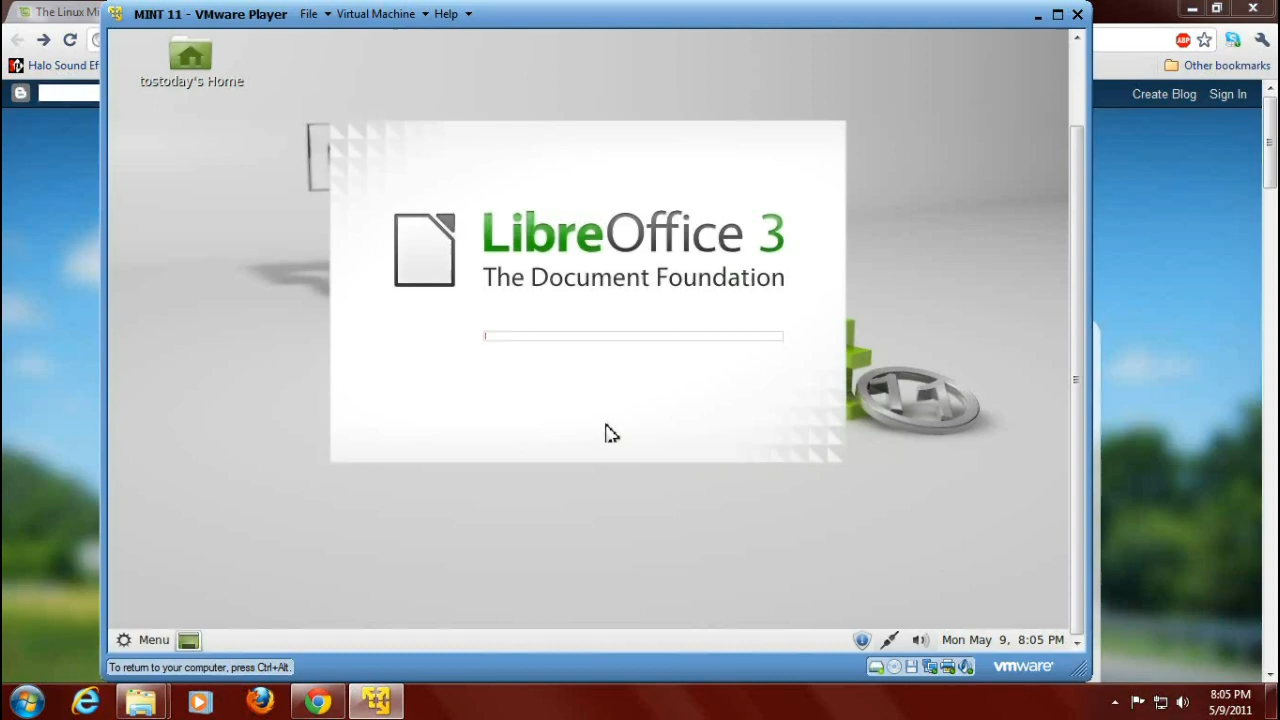 The Linux Mi
MINT 11 - VMware Player File Virtual Machine Help
ABP
Halo Sound Ef
Other bookmarks
Create Blog Sign In
tostoday's Home
LibreOffice 3
The Document Foundation
11
Menu
Mon May 9, 8:05 PM
To return to your computer, press Ctrl+Alt.
vmware
8:05 PM
5/9/2011